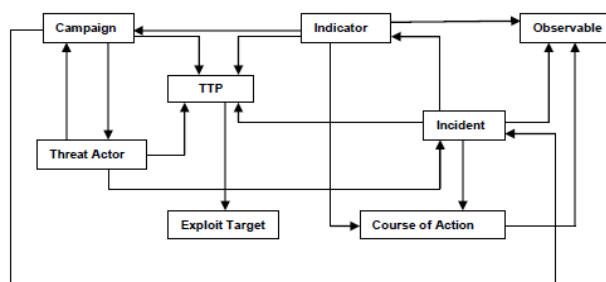 Campaign
Indicator
Observable
TTP
Incident
Threat Actor
Exploit Target
Course of Action